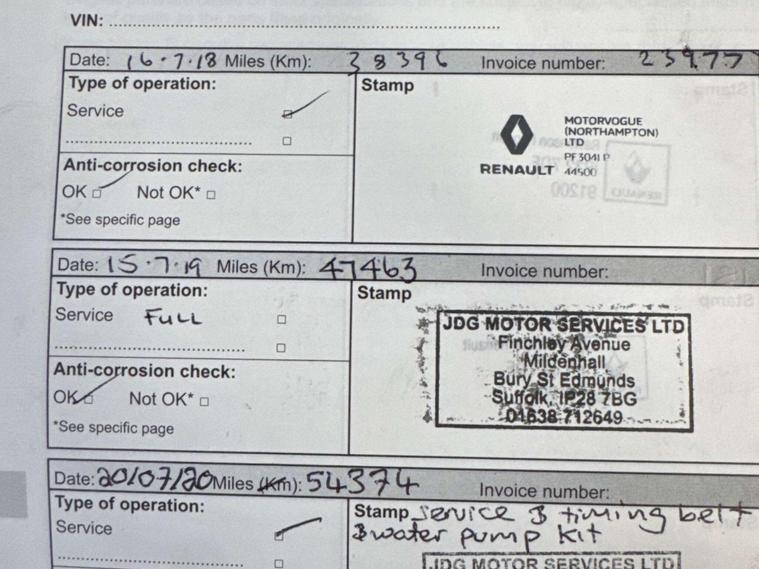 VIN:
Date: 16.7.18 Miles (Km): 38396 Invoice number: 23977
Type of operation:
Stamp
Service
MOTORVOGUE
(NORTHAMPTON)
LTD
PF 3041 P
44500
RENAULT
Anti-corrosion check:
OK Not OK*
*See specific page
Date: 15.7.19 Miles (Km): 47463 Invoice number:
Type of operation:
Stamp
Service FULL
JDG MOTOR SERVICES LTD
Finchley Avenue
Mildenhall
Bury St Edmunds
Suffolk, IP28 7BG
01638 712649
Anti-corrosion check:
OK Not OK*
*See specific page
Date: 20/07/20 Miles (Km): 54374 Invoice number:
Type of operation:
Stamp service & timing belt
& water pump kit
Service
JDG MOTOR SERVICES LTD